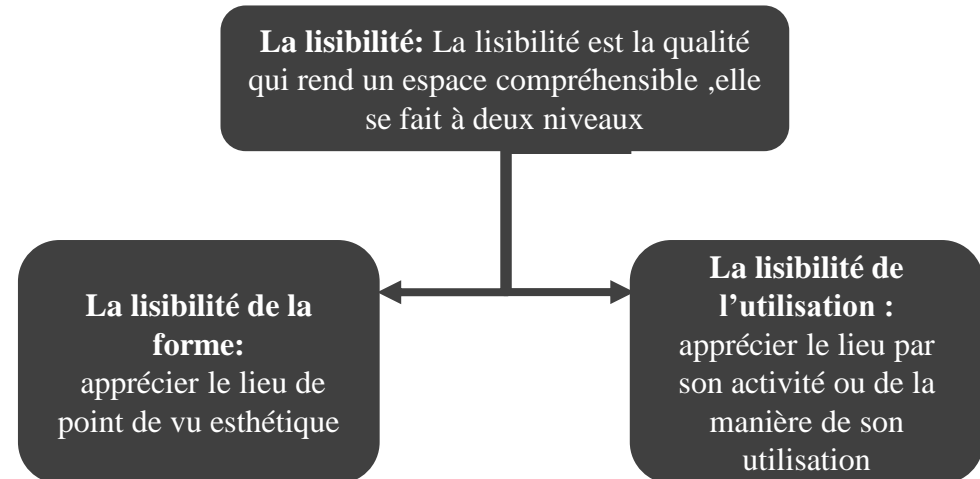 La lisibilité: La lisibilité est la qualité
qui rend un espace compréhensible ,elle
se fait à deux niveaux
La lisibilité de la
forme:
apprécier le lieu de
point de vu esthétique
La lisibilité de
l’utilisation :
apprécier le lieu par
son activité ou de la
manière de son
utilisation